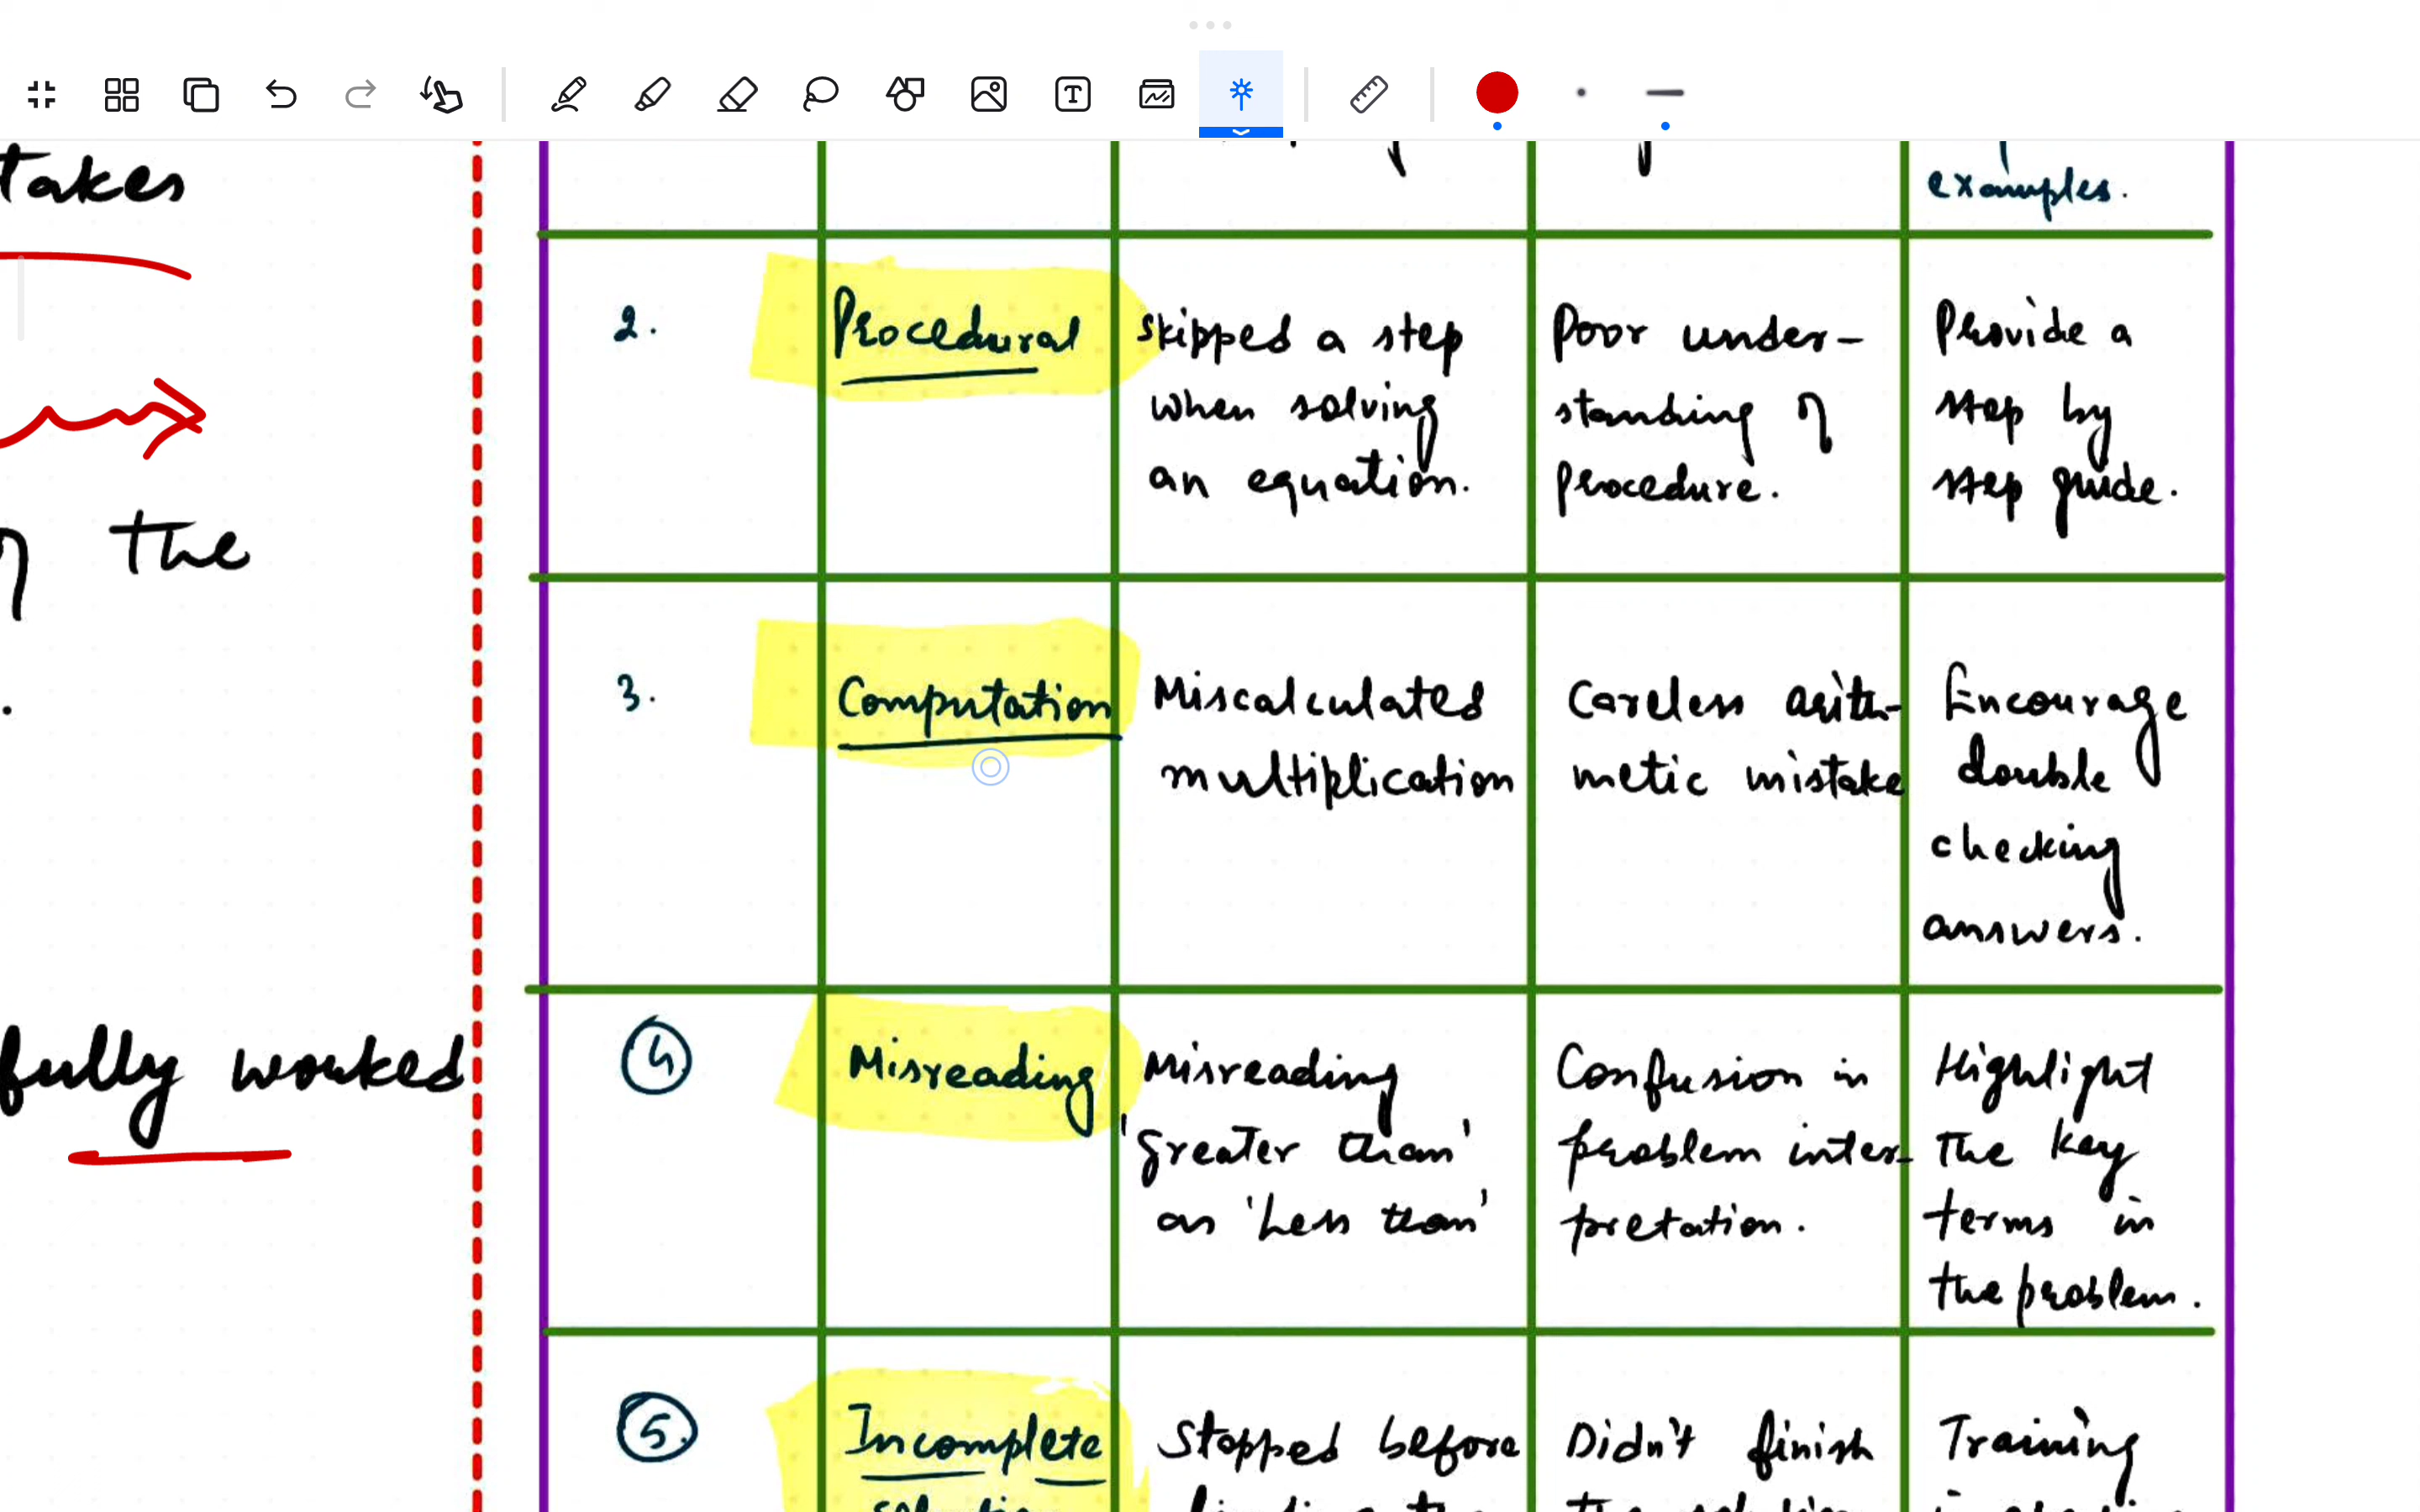 takes
the
fully worked
examples.
2. Procedural Skipped a step Poor under- Provide a
when solving standing of step by
an equation. procedure. step guide.
3. Computation Miscalculated Careless arith- Encourage
multiplication metic mistake double
checking
answers.
4 Misreading Misreading Confusion in Highlight
'greater than' problem inter- the key
as 'Less than' pretation. terms in
the problem.
5. Incomplete Stopped before Didn't finish Training